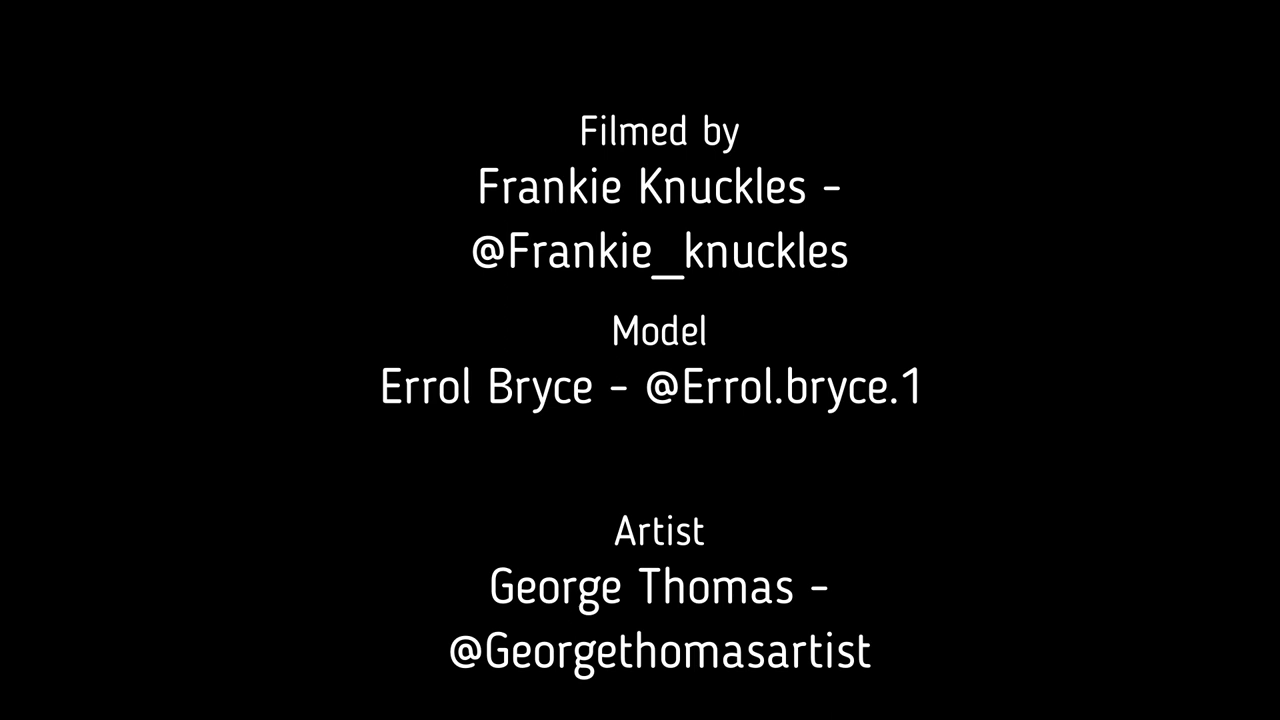 Filmed by
Frankie Knuckles -
@Frankie_knuckles
Model
Errol Bryce - @Errol.bryce.1
Artist
George Thomas -
@Georgethomasartist